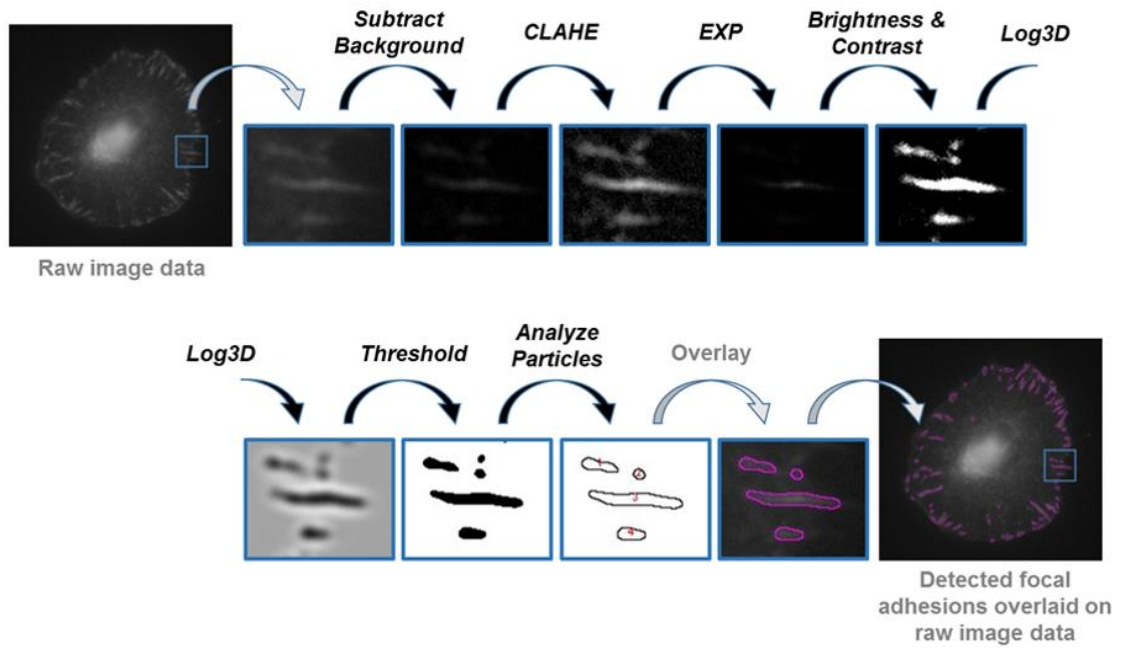 Subtract
Background
CLAHE
EXP
Brightness &
Contrast
Log3D
Raw image data
Log3D
Threshold
Analyze
Particles
Overlay
Detected focal
adhesions overlaid on
raw image data